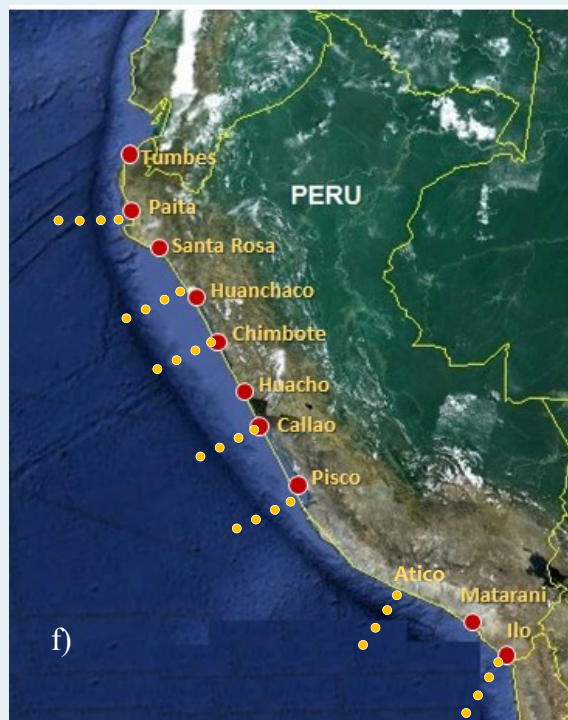 Tumbes
PERU
Paita
Santa Rosa
Huanchaco
Chimbote
Huacho
Callao
Pisco
Atico
Matarani
Ilo
f)